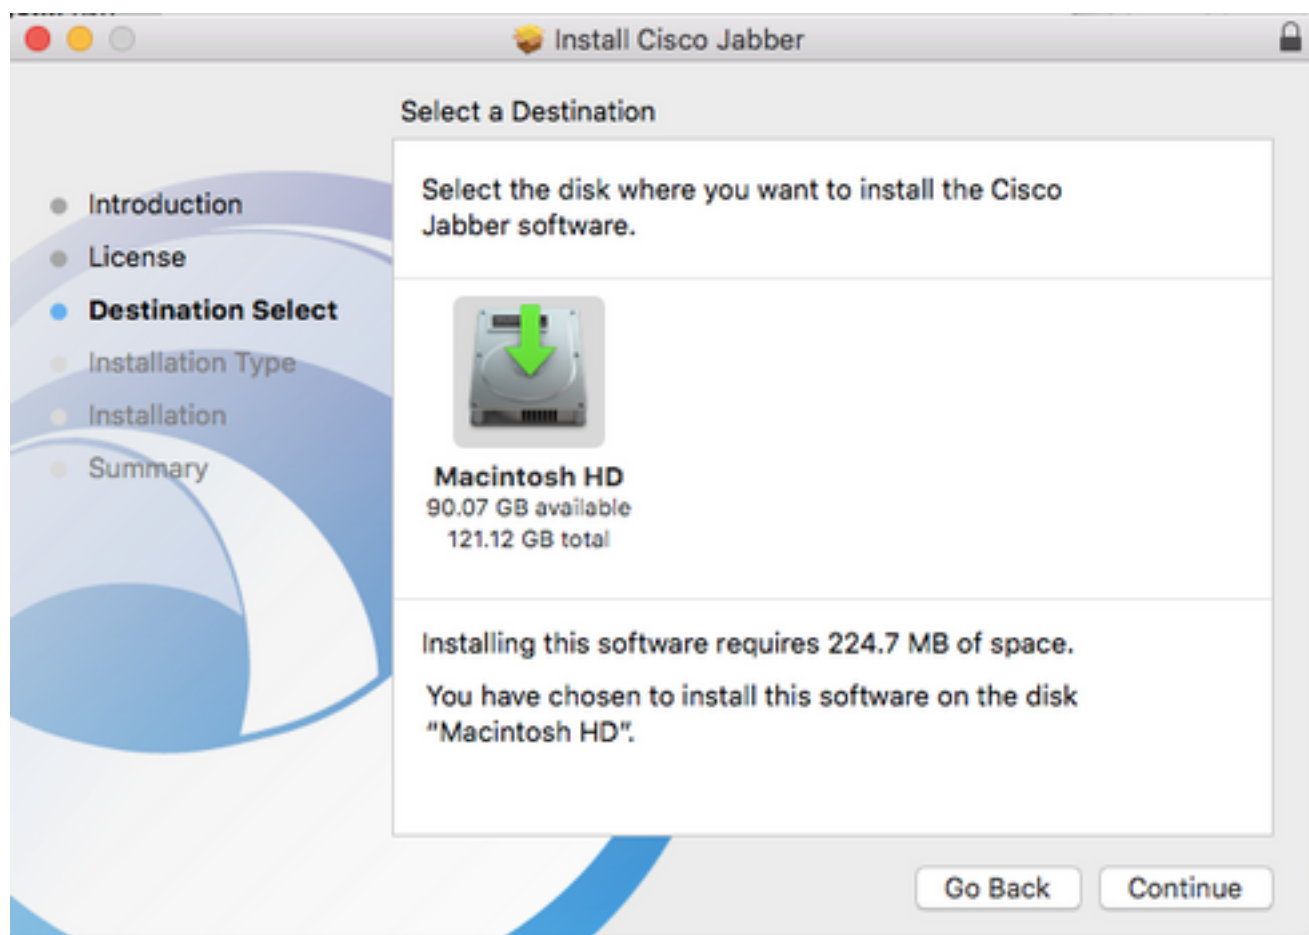 Install Cisco Jabber
Select a Destination
Introduction
License
Destination Select
Installation Type
Installation
Summary
Select the disk where you want to install the Cisco
Jabber software.
Macintosh HD
90.07 GB available
121.12 GB total
Installing this software requires 224.7 MB of space.
You have chosen to install this software on the disk
“Macintosh HD”.
Go Back
Continue